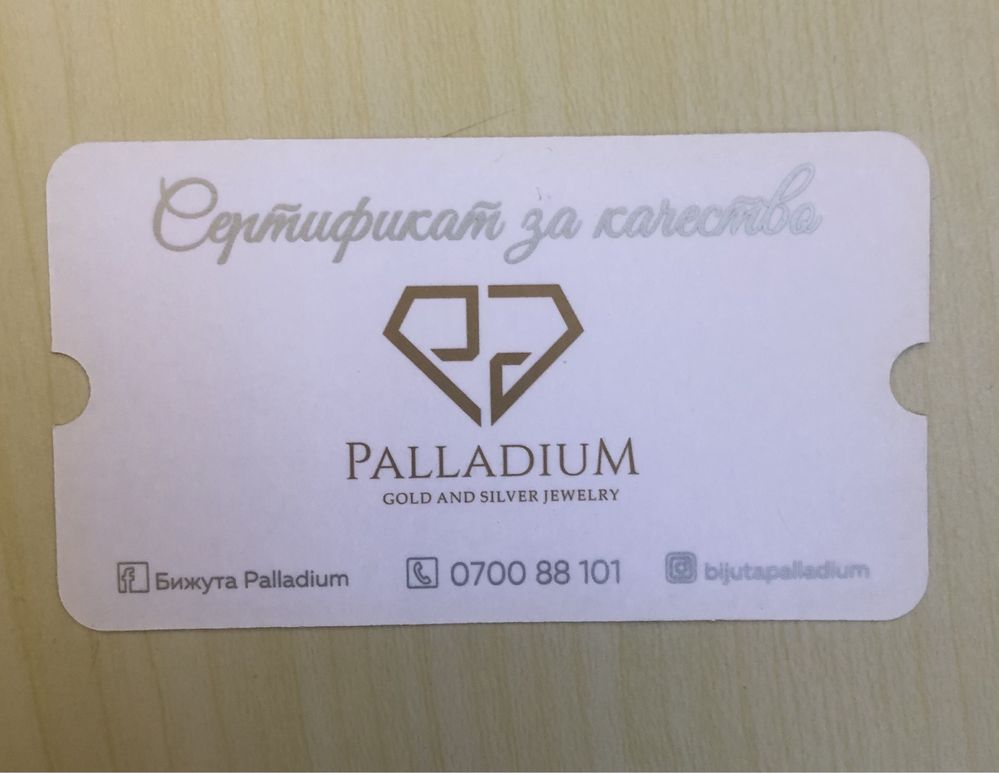 Сертификат за качество
PALLADIUM
GOLD AND SILVER JEWELRY
Бижута Palladium
0700 88 101
bijutapalladium